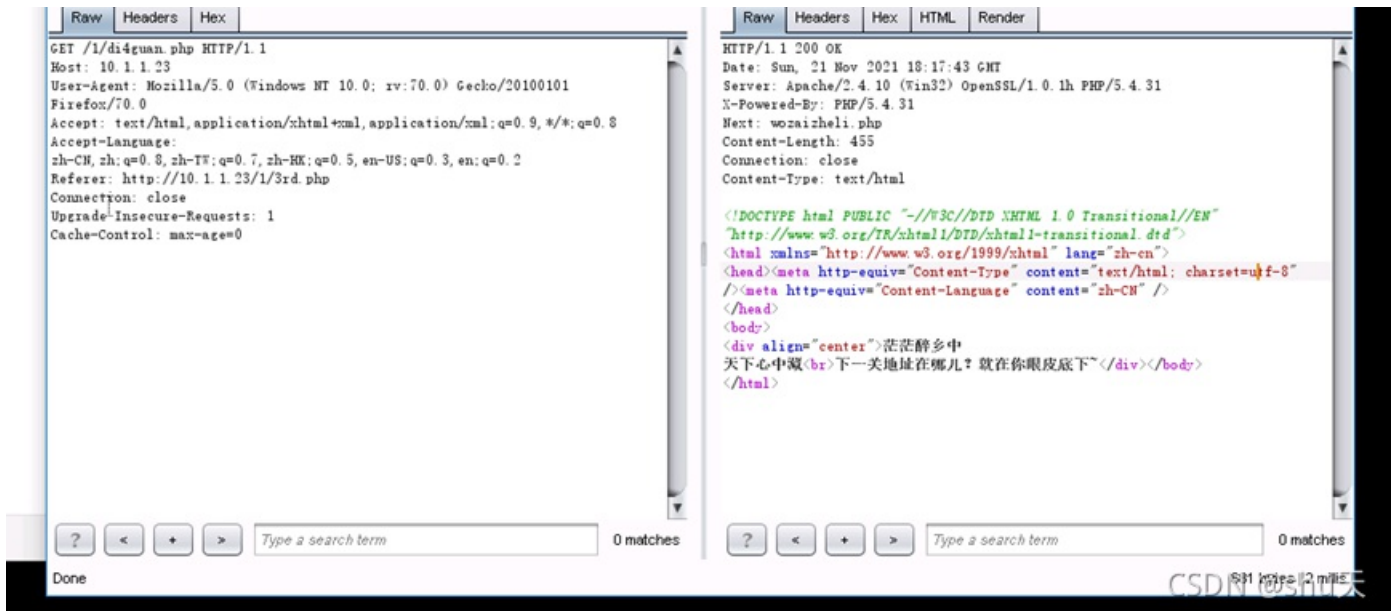 Raw Headers Hex
GET /1/di4guan.php HTTP/1.1
Host: 10.1.1.23
User-Agent: Mozilla/5.0 (Windows NT 10.0; rv:70.0) Gecko/20100101
Firefox/70.0
Accept: text/html,application/xhtml+xml,application/xml;q=0.9,*/*;q=0.8
Accept-Language:
zh-CN,zh;q=0.8,zh-TW;q=0.7,zh-HK;q=0.5,en-US;q=0.3,en;q=0.2
Referer: http://10.1.1.23/1/3rd.php
Connection: close
Upgrade-Insecure-Requests: 1
Cache-Control: max-age=0
? < + > Type a search term 0 matches
Raw Headers Hex HTML Render
HTTP/1.1 200 OK
Date: Sun, 21 Nov 2021 18:17:43 GMT
Server: Apache/2.4.10 (Win32) OpenSSL/1.0.1h PHP/5.4.31
X-Powered-By: PHP/5.4.31
Next: wozaizheli.php
Content-Length: 455
Connection: close
Content-Type: text/html
<!DOCTYPE html PUBLIC "-//W3C//DTD XHTML 1.0 Transitional//EN"
"http://www.w3.org/TR/xhtml1/DTD/xhtml1-transitional.dtd">
<html xmlns="http://www.w3.org/1999/xhtml" lang="zh-cn">
<head><meta http-equiv="Content-Type" content="text/html; charset=utf-8"
/><meta http-equiv="Content-Language" content="zh-CN" />
</head>
<body>
<div align="center">茫茫醉乡中
天下心中藏<br>下一关地址在哪儿？就在你眼皮底下~</div></body>
</html>
? < + > Type a search term 0 matches
Done
CSDN @shu天